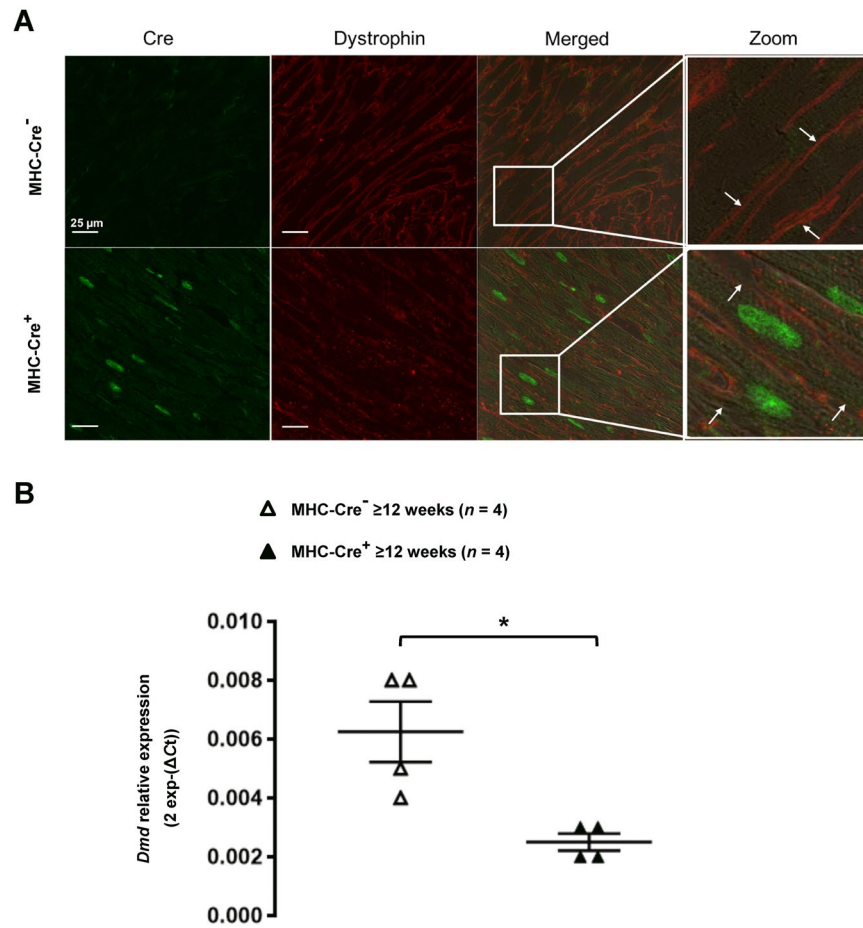 A
Cre Dystrophin Merged Zoom
MHC-Cre⁻
25 µm
MHC-Cre⁺
B
MHC-Cre⁻ ≥12 weeks (n = 4)
MHC-Cre⁺ ≥12 weeks (n = 4)
*
Dmd relative expression
(2 exp-(ΔCt))
0.010
0.008
0.006
0.004
0.002
0.000